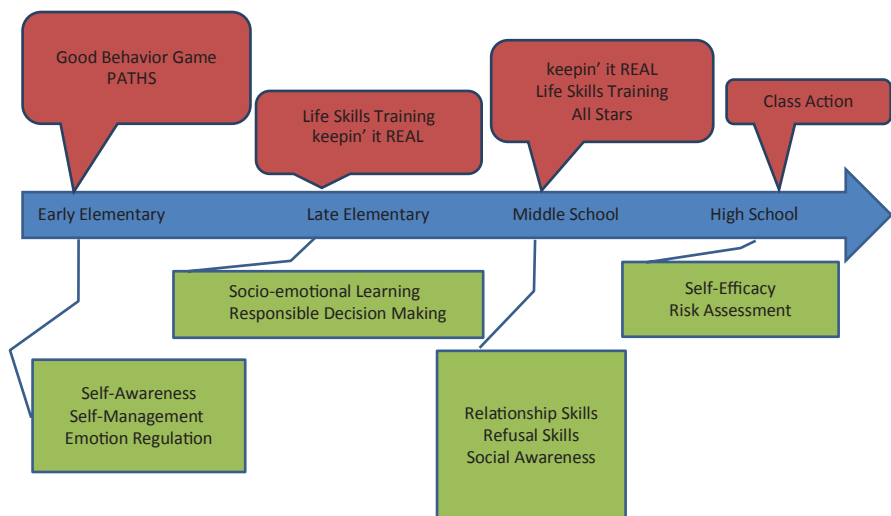 Good Behavior Game
PATHS
Life Skills Training
keepin’ it REAL
keepin’ it REAL
Life Skills Training
All Stars
Class Action
Early Elementary
Late Elementary
Middle School
High School
Self-Awareness
Self-Management
Emotion Regulation
Socio-emotional Learning
Responsible Decision Making
Relationship Skills
Refusal Skills
Social Awareness
Self-Efficacy
Risk Assessment